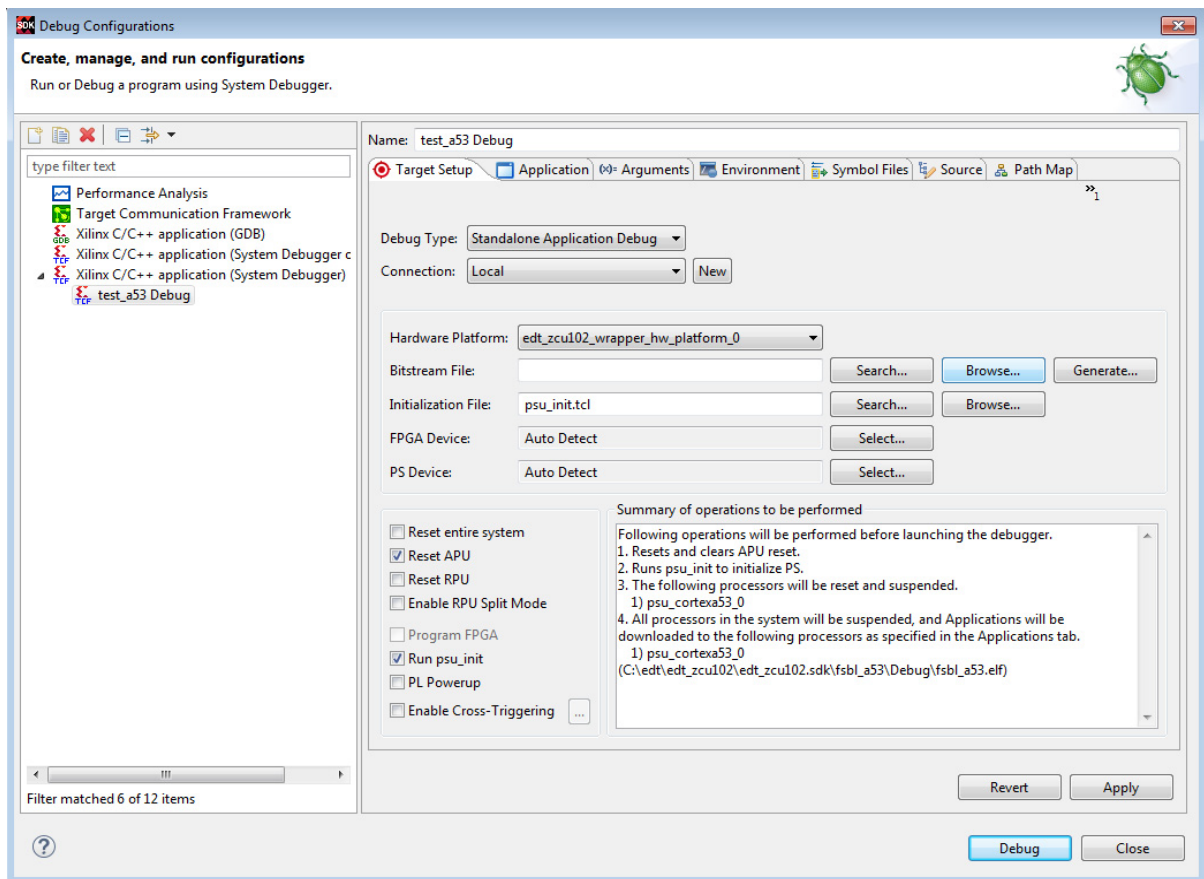 SDK Debug Configurations
Create, manage, and run configurations
Run or Debug a program using System Debugger.
type filter text
Performance Analysis
Target Communication Framework
GDB Xilinx C/C++ application (GDB)
TCF Xilinx C/C++ application (System Debugger c
TCF Xilinx C/C++ application (System Debugger)
TCF test_a53 Debug
Filter matched 6 of 12 items
Name: test_a53 Debug
Target Setup Application (x)= Arguments Environment Symbol Files Source Path Map
»1
Debug Type: Standalone Application Debug
Connection: Local New
Hardware Platform: edt_zcu102_wrapper_hw_platform_0
Bitstream File: Search... Browse... Generate...
Initialization File: psu_init.tcl Search... Browse...
FPGA Device: Auto Detect Select...
PS Device: Auto Detect Select...
Reset entire system
Reset APU
Reset RPU
Enable RPU Split Mode
Program FPGA
Run psu_init
PL Powerup
Enable Cross-Triggering ...
Summary of operations to be performed
Following operations will be performed before launching the debugger.
1. Resets and clears APU reset.
2. Runs psu_init to initialize PS.
3. The following processors will be reset and suspended.
1) psu_cortexa53_0
4. All processors in the system will be suspended, and Applications will be
downloaded to the following processors as specified in the Applications tab.
1) psu_cortexa53_0
(C:\edt\edt_zcu102\edt_zcu102.sdk\fsbl_a53\Debug\fsbl_a53.elf)
Revert Apply
? Debug Close